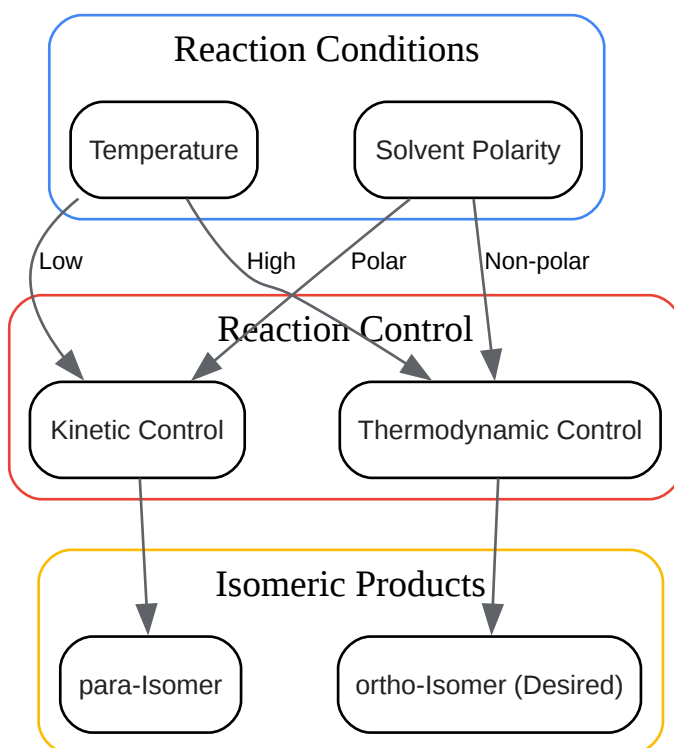 Reaction Conditions
Temperature
Solvent Polarity
Low
High
Polar
Non-polar
Reaction Control
Kinetic Control
Thermodynamic Control
Isomeric Products
para-Isomer
ortho-Isomer (Desired)